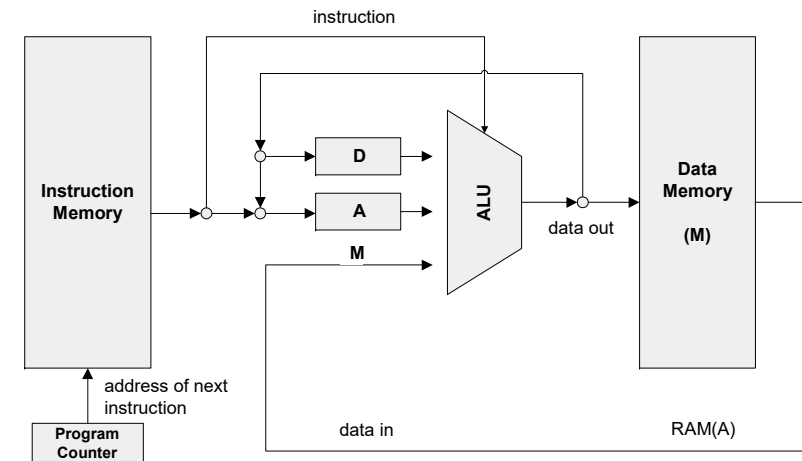 instruction
Instruction
Memory
D
A
M
ALU
data out
Data
Memory
(M)
address of next
instruction
Program
Counter
data in
RAM(A)